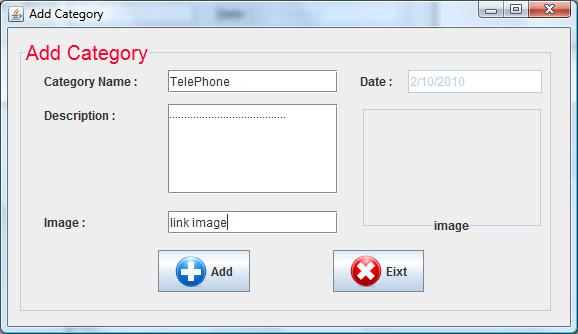 Add Category
Add Category
Category Name : TelePhone Date : 2/10/2010
Description : .......................................
image
Image : link image
Add Eixt